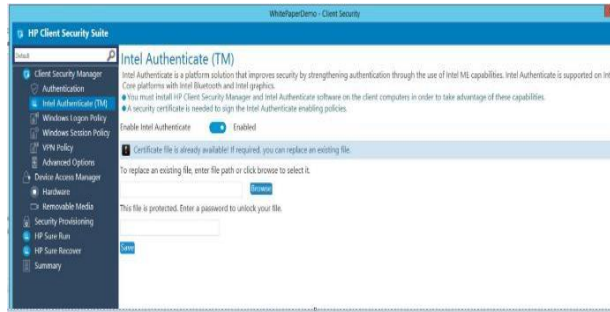 WhitePaperDemo - Client Security
HP Client Security Suite
Default
Client Security Manager
Authentication
Intel Authenticate (TM)
Windows Logon Policy
Windows Session Policy
VPN Policy
Advanced Options
Device Access Manager
Hardware
Removable Media
Security Provisioning
HP Sure Run
HP Sure Recover
Summary
Intel Authenticate (TM)
Intel Authenticate is a platform solution that improves security by strengthening authentication through the use of Intel ME capabilities. Intel Authenticate is supported on Int
Core platforms with Intel Bluetooth and Intel graphics.
You must install HP Client Security Manager and Intel Authenticate software on the client computers in order to take advantage of these capabilities.
A security certificate is needed to sign the Intel Authenticate enabling policies.
Enable Intel Authenticate Enabled
Certificate file is already available! If required, you can replace an existing file.
To replace an existing file, enter file path or click browse to select it.
Browse
This file is protected. Enter a password to unlock your file.
Save